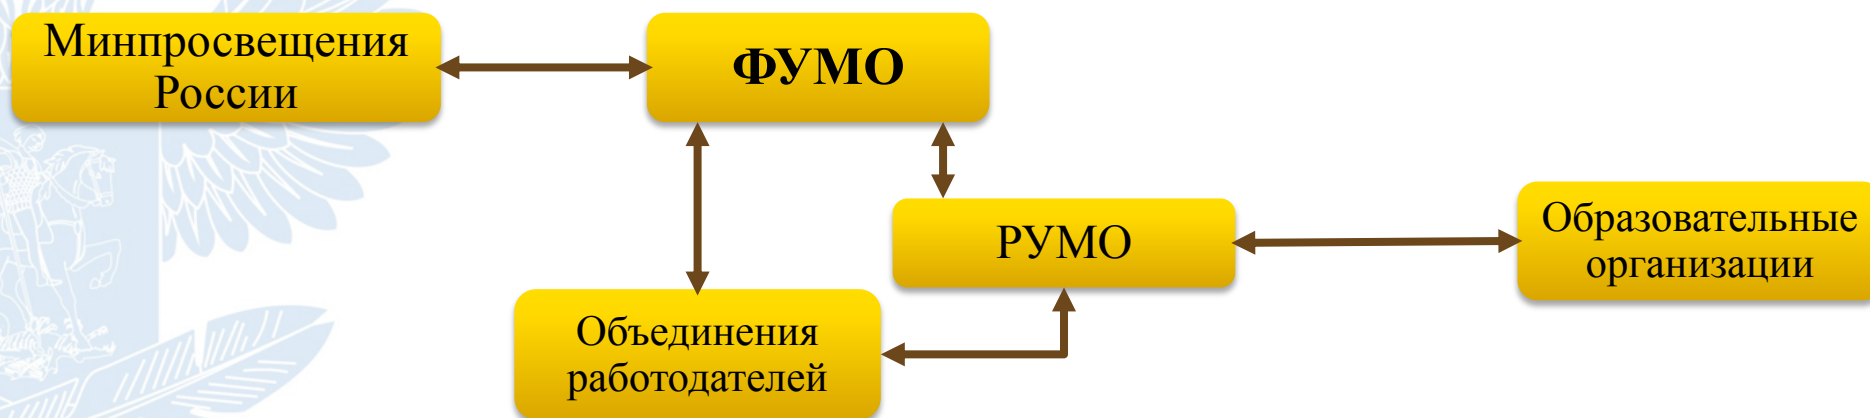 Минпросвещения
России
ФУМО
РУМО
Образовательные
организации
Объединения
работодателей